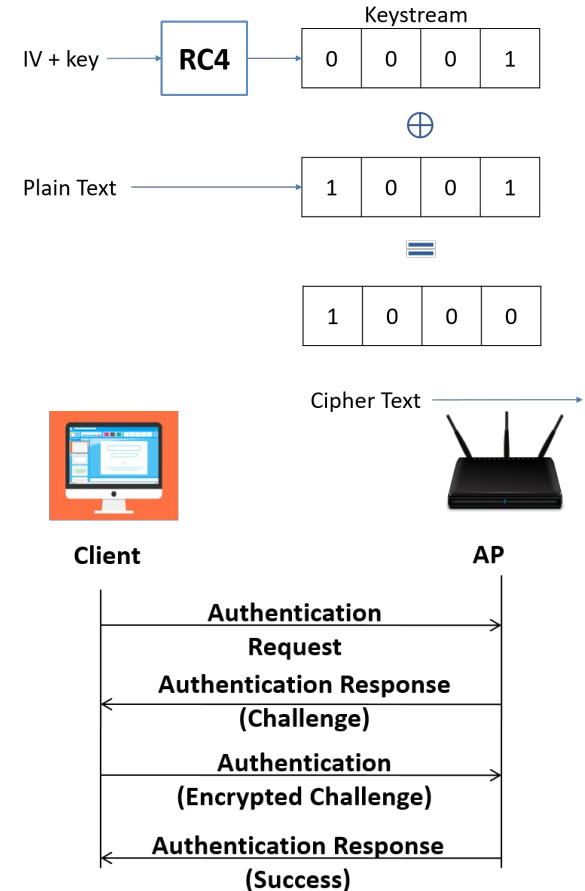 Keystream
IV + key
RC4
0 0 0 1
Plain Text
1 0 0 1
1 0 0 0
Cipher Text
Client
AP
Authentication
Request
Authentication Response
(Challenge)
Authentication
(Encrypted Challenge)
Authentication Response
(Success)